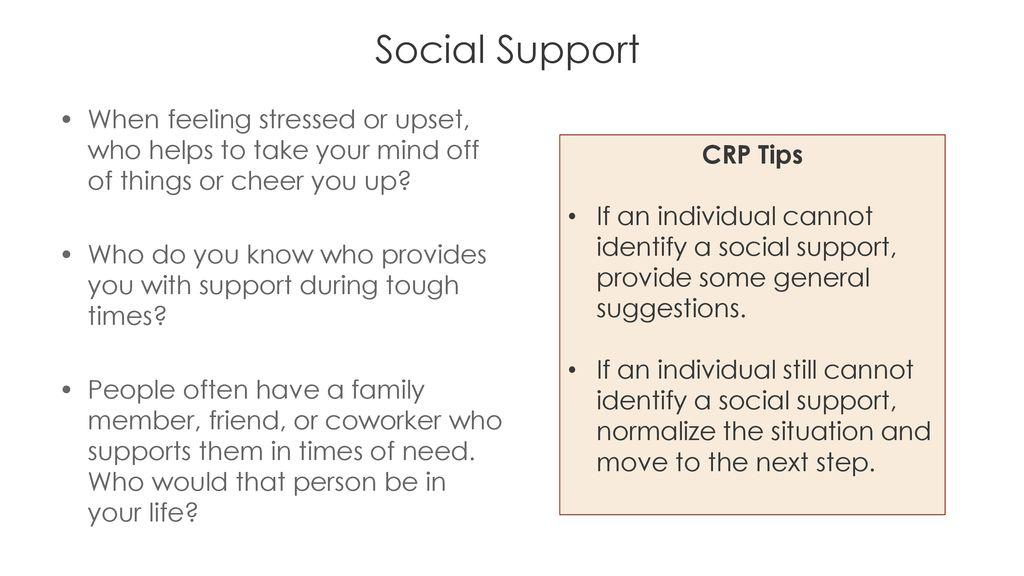 Social Support
• When feeling stressed or upset,
who helps to take your mind off
of things or cheer you up?
• Who do you know who provides
you with support during tough
times?
• People often have a family
member, friend, or coworker who
supports them in times of need.
Who would that person be in
your life?
CRP Tips
• If an individual cannot
identify a social support,
provide some general
suggestions.
• If an individual still cannot
identify a social support,
normalize the situation and
move to the next step.